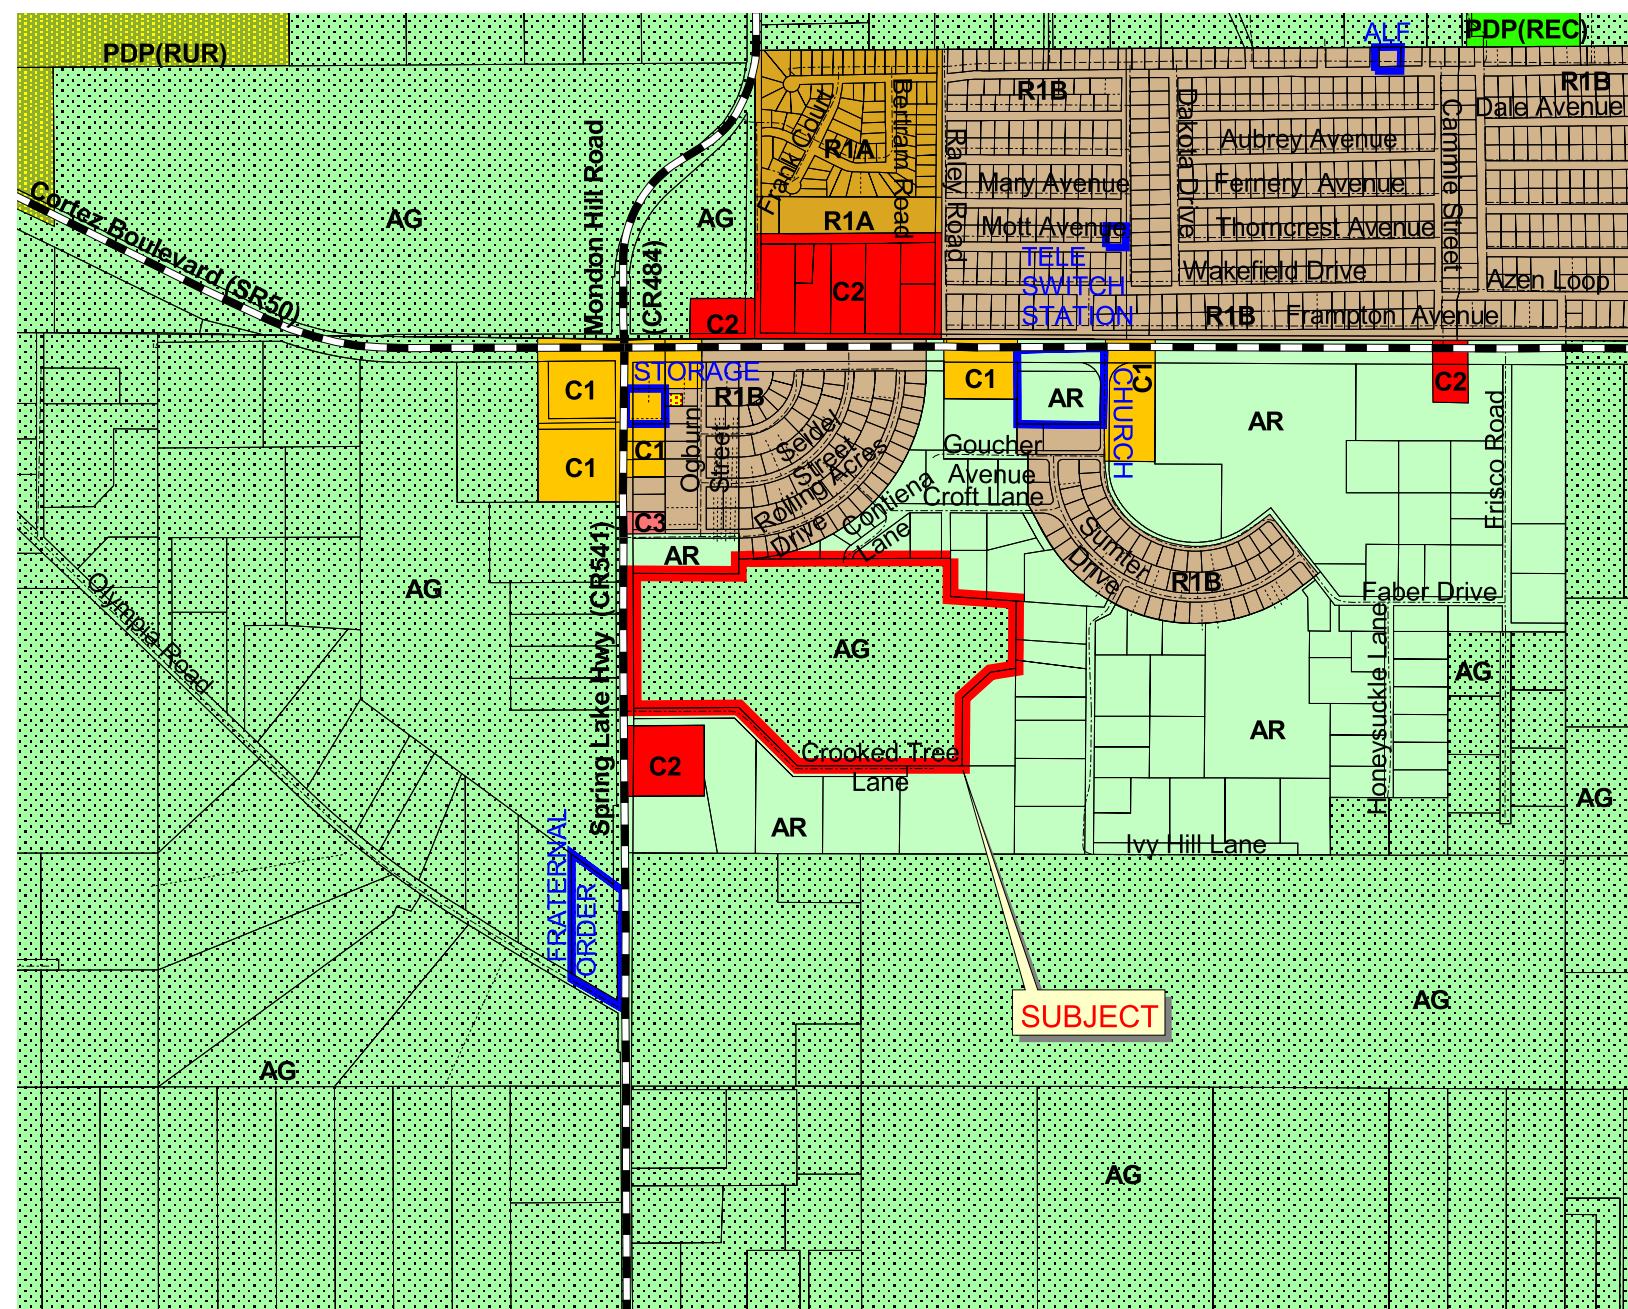 PDP(RUR)
ALF
PDP(REC)
R1B
R1B
Dale Avenue
Frank Court
Bertram Road
R1A
Raley Road
Dakota Drive
Aubrey Avenue
Cammie Street
Mary Avenue
Fernery Avenue
Cortez Boulevard (SR50)
AG
Mondon Hill Road
(CR484)
AG
R1A
Mott Avenue
Thorncrest Avenue
TELE
SWITCH
STATION
Wakefield Drive
Azen Loop
C2
C2
R1B
Frampton Avenue
STORAGE
C1
R1B
C1
AR
C1
CHURCH
C2
AR
Seidel
Street
Ogburn
Street
C1
C1
Rolling Acres
Drive
Goucher
Avenue
Croft Lane
Contiena
Lane
Frisco Road
C3
AR
Sumter
Drive
R1B
Faber Drive
Olympia Road
AG
Spring Lake Hwy (CR541)
AG
Honeysuckle Lane
AG
AR
C2
Crooked Tree
Lane
AG
AR
Ivy Hill Lane
FRATERNAL
ORDER
SUBJECT
AG
AG
AG